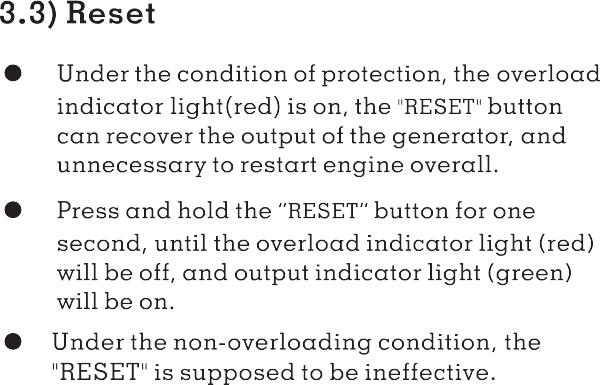 3.3) Reset
● Under the condition of protection, the overload
indicator light(red) is on, the "RESET" button
can recover the output of the generator, and
unnecessary to restart engine overall.
● Press and hold the “RESET” button for one
second, until the overload indicator light (red)
will be off, and output indicator light (green)
will be on.
● Under the non-overloading condition, the
"RESET" is supposed to be ineffective.